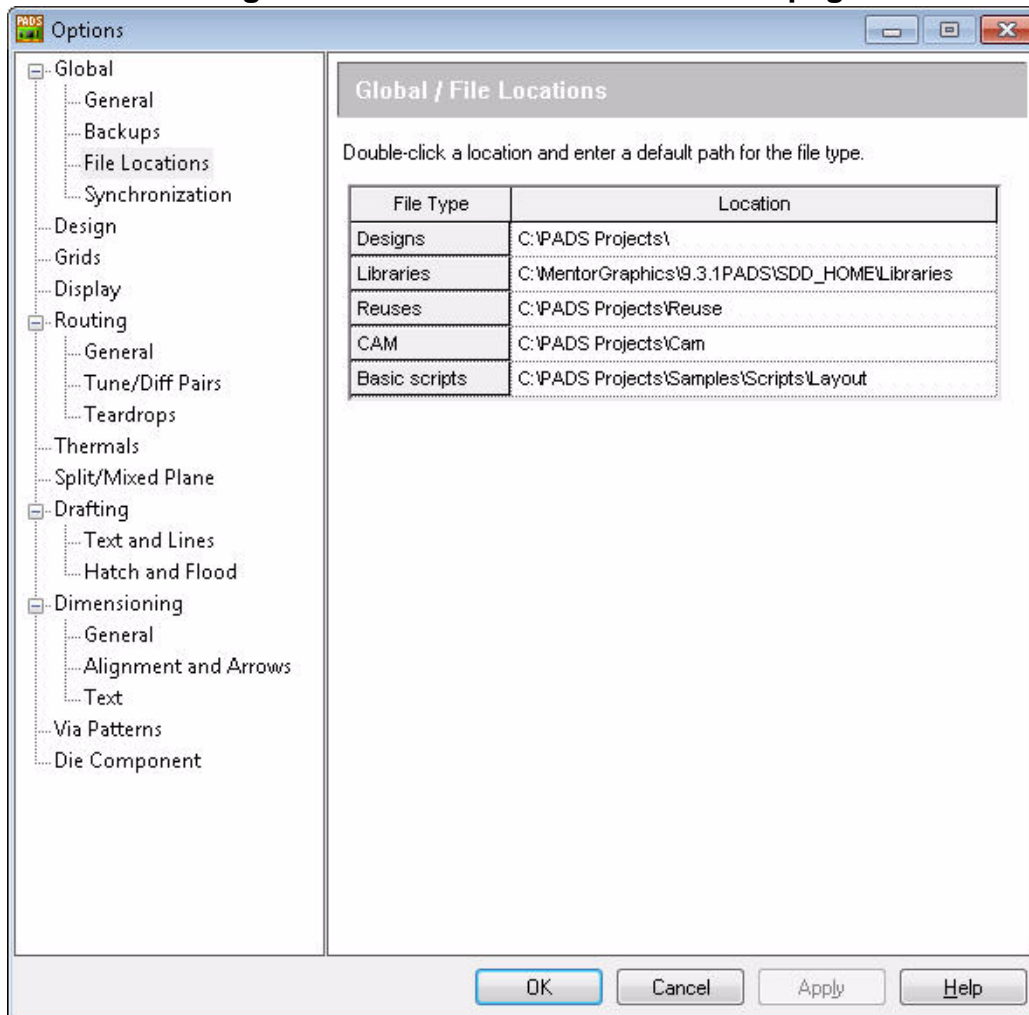 PADS Options
Global
General
Backups
File Locations
Synchronization
Design
Grids
Display
Routing
General
Tune/Diff Pairs
Teardrops
Thermals
Split/Mixed Plane
Drafting
Text and Lines
Hatch and Flood
Dimensioning
General
Alignment and Arrows
Text
Via Patterns
Die Component
Global / File Locations
Double-click a location and enter a default path for the file type.
File Type Location
Designs C:\PADS Projects\
Libraries C:\MentorGraphics\9.3.1PADS\SDD_HOME\Libraries
Reuses C:\PADS Projects\Reuse
CAM C:\PADS Projects\Cam
Basic scripts C:\PADS Projects\Samples\Scripts\Layout
OK Cancel Apply Help